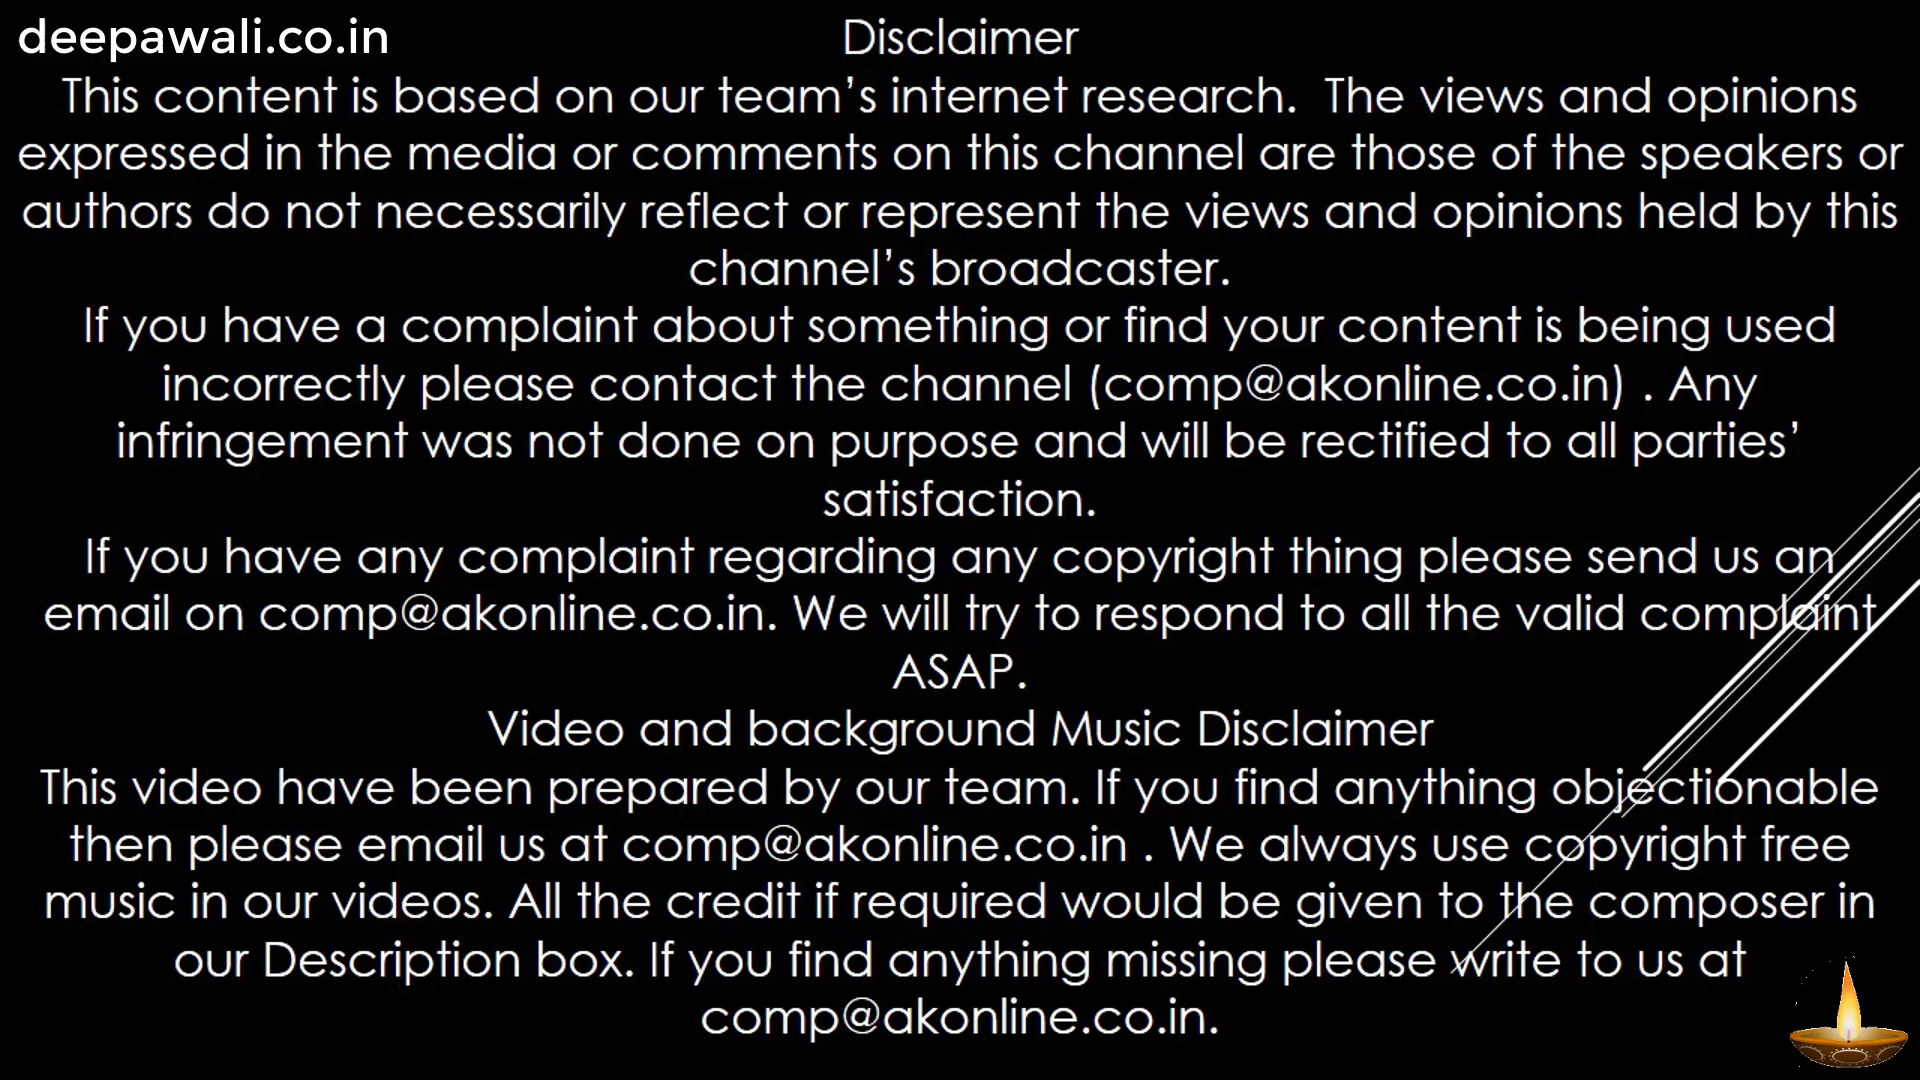 deepawali.co.in
Disclaimer
This content is based on our team’s internet research.  The views and opinions
expressed in the media or comments on this channel are those of the speakers or
authors do not necessarily reflect or represent the views and opinions held by this
channel’s broadcaster.
If you have a complaint about something or find your content is being used
incorrectly please contact the channel (comp@akonline.co.in) . Any
infringement was not done on purpose and will be rectified to all parties’
satisfaction.
If you have any complaint regarding any copyright thing please send us an
email on comp@akonline.co.in. We will try to respond to all the valid complaint
ASAP.
Video and background Music Disclaimer
This video have been prepared by our team. If you find anything objectionable
then please email us at comp@akonline.co.in . We always use copyright free
music in our videos. All the credit if required would be given to the composer in
our Description box. If you find anything missing please write to us at
comp@akonline.co.in.